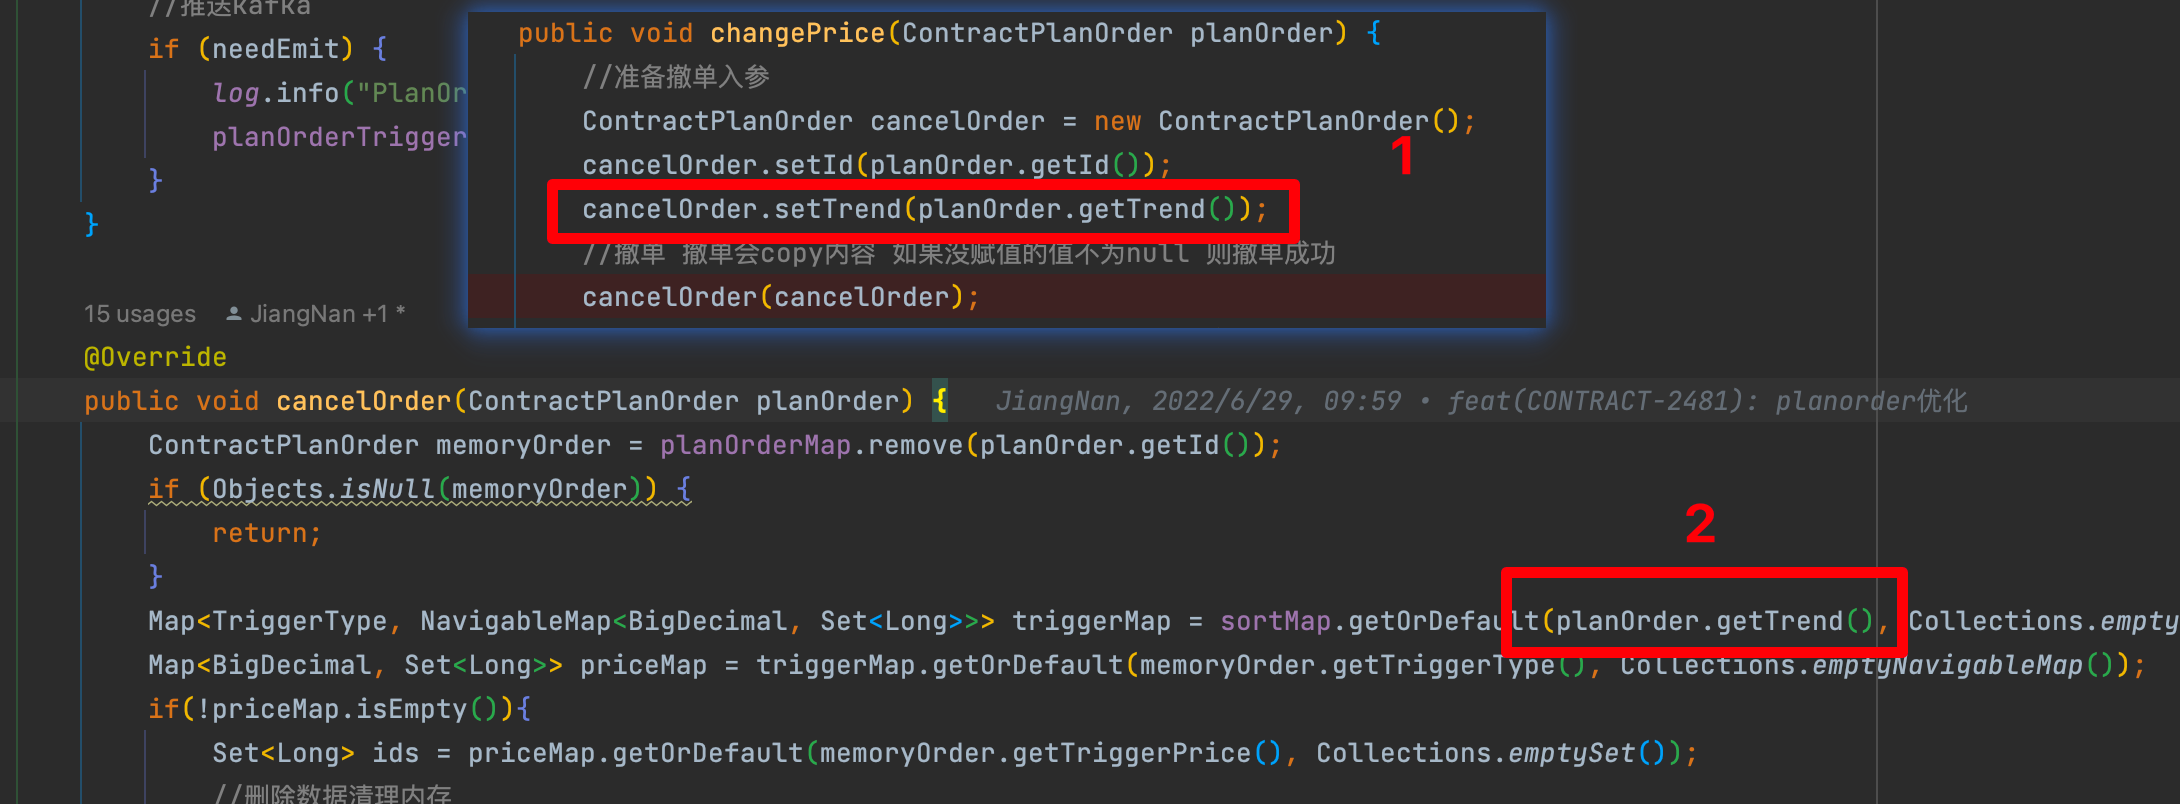 //推送Kafka
if (needEmit) {
log.info("PlanOr
planOrderTrigger
}
}
public void changePrice(ContractPlanOrder planOrder) {
//准备撤单入参
ContractPlanOrder cancelOrder = new ContractPlanOrder();
1
cancelOrder.setId(planOrder.getId());
cancelOrder.setTrend(planOrder.getTrend());
//撤单 撤单会copy内容 如果没赋值的值不为null 则撤单成功
cancelOrder(cancelOrder);
15 usages JiangNan +1 *
@Override
public void cancelOrder(ContractPlanOrder planOrder) { JiangNan, 2022/6/29, 09:59 • feat(CONTRACT-2481): planorder优化
ContractPlanOrder memoryOrder = planOrderMap.remove(planOrder.getId());
if (Objects.isNull(memoryOrder)) {
return;
2
}
Map<TriggerType, NavigableMap<BigDecimal, Set<Long>>> triggerMap = sortMap.getOrDefault(planOrder.getTrend(), Collections.empty
Map<BigDecimal, Set<Long>> priceMap = triggerMap.getOrDefault(memoryOrder.getTriggerType(), Collections.emptyNavigableMap());
if(!priceMap.isEmpty()){
Set<Long> ids = priceMap.getOrDefault(memoryOrder.getTriggerPrice(), Collections.emptySet());
//删除数据清理内存